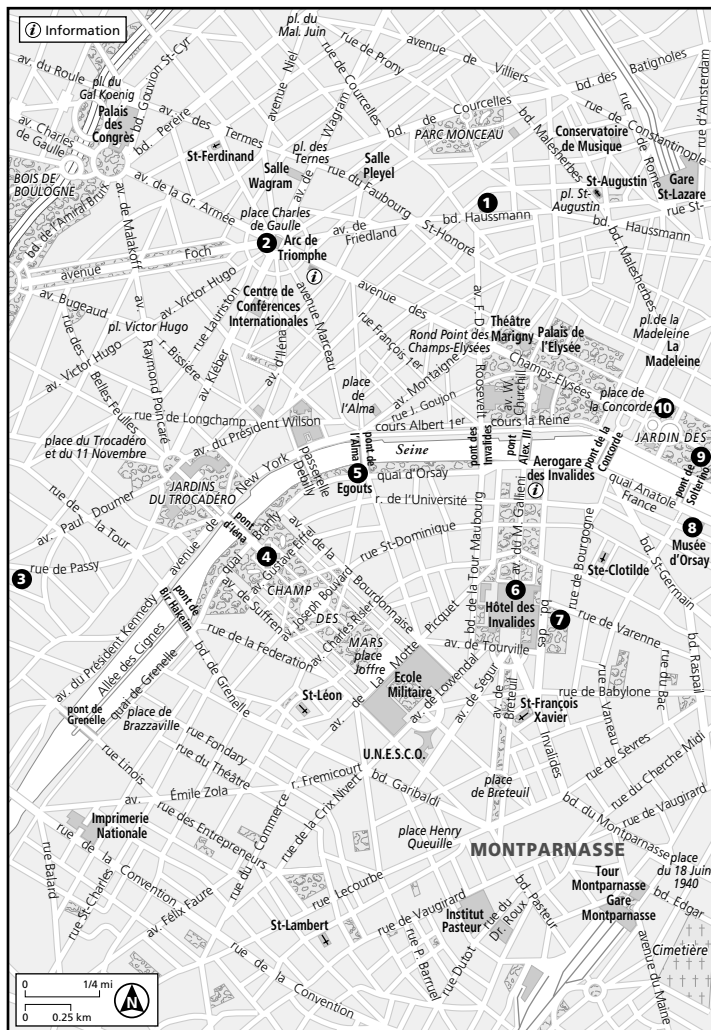 i Information
pl. du
Mal. Juin
avenue Niel
rue de Prony
avenue de Villiers
bd. des Batignolles
rue d'Amsterdam
av. du Roule
pl. du
Gal Koenig
bd. Gouvion St-Cyr
Palais
des
Congrès
av. Charles
de Gaulle
bd. Perèire
av. des Ternes
St-Ferdinand
pl. des
Ternes
av. de Wagram
rue de Courcelles
bd. de Courcelles
PARC MONCEAU
bd. Malesherbes
Conservatoire
de Musique
rue de Constantinople
rue de Rome
Gare
St-Lazare
rue St-
Salle
Wagram
Salle
Pleyel
rue du Faubourg St-Honoré
St-Augustin
pl. St-
Augustin
BOIS DE
BOULOGNE
bd. de l'Amiral Bruix
av. de la Gr. Armée
av. de Malakoff
place Charles
de Gaulle
1
bd. Haussmann
bd. Haussmann
2
Arc de
Triomphe
av. de Friedland
avenue Foch
i
bd. Malesherbes
av. Bugeaud
av. Victor Hugo
pl. Victor Hugo
rue Lauriston
Centre de
Conférences
Internationales
avenue Marceau
avenue des Champs-Elysées
rue François 1er
Rond Point des
Champs-Elysées
av. F. D. Roosevelt
Théâtre
Marigny
Palais de
l'Elysée
pl.de la
Madeleine
La
Madeleine
rue des Belles Feuilles
av. Victor Hugo
av. Raymond Poincaré
r. Bissière
av. Kléber
av. d'Iléna
place
de
l'Alma
av. Montaigne
rue J. Goujon
av. W. Churchill
place de
la Concorde
10
rue de Longchamp
av. du Président Wilson
cours Albert 1er
cours la Reine
JARDIN DES
9
place du Trocadéro
et du 11 Novembre
JARDINS
DU TROCADÉRO
avenue de New York
passerelle
Debilly
pont de
l'Alma
Seine
pont des
Invalides
pont
Alex. III
pont de la
Concorde
pont de
Solferino
5
Egouts
quai d'Orsay
Aerogare
des Invalides
i
quai Anatole
France
r. de l'Université
8
Musée
d'Orsay
av. Paul Doumer
rue de la Tour
rue de Passy
3
pont
d'Iéna
quai Branly
4
av. Gustave Eiffel
av. de la Bourdonnaise
rue St-Dominique
bd. de la Tour Maubourg
av. du M. Gallieni
rue de Bourgogne
Ste-Clotilde
bd. St-Germain
av. de Suffren
CHAMP
DES
MARS
av. Joseph Bouvard
av. Charles Risler
place
Joffre
6
Hôtel des
Invalides
7
bd. des Invalides
rue de Varenne
bd. Raspail
av. du Président Kennedy
pont de
Bir Hakeim
Allée des Cignes
quai de Grenelle
rue de la Federation
bd. de Grenelle
av. de La Motte Picquet
av. de Tourville
Ecole
Militaire
av. de Lowendal
av. de Ségur
av. de
Breteuil
St-François
Xavier
rue de Babylone
rue Vaneau
rue du Bac
pont de
Grenelle
place de
Brazzaville
St-Léon
U.N.E.S.C.O.
rue Linois
rue Fondary
rue du Théâtre
r. Fremicourt
bd. Garibaldi
place
de Breteuil
rue de Sèvres
rue du Cherche Midi
rue de Vaugirard
bd. du Montparnasse
av. Émile Zola
Imprimerie
Nationale
rue des Entrepreneurs
rue du Commerce
rue de la Crix Nivert
place Henry
Queuille
MONTPARNASSE
place
du 18 Juin
1940
rue Balard
rue St-Charles
rue de la Convention
av. Félix Faure
rue Lecourbe
rue de Vaugirard
Institut
Pasteur
rue du
Dr. Roux
bd. Pasteur
Tour
Montparnasse
Gare
Montparnasse
bd. Edgar
St-Lambert
rue P. Barruel
rue Dutot
rue de la Convention
Cimetière
avenue du Maine
0 1/4 mi
0 0.25 km
N